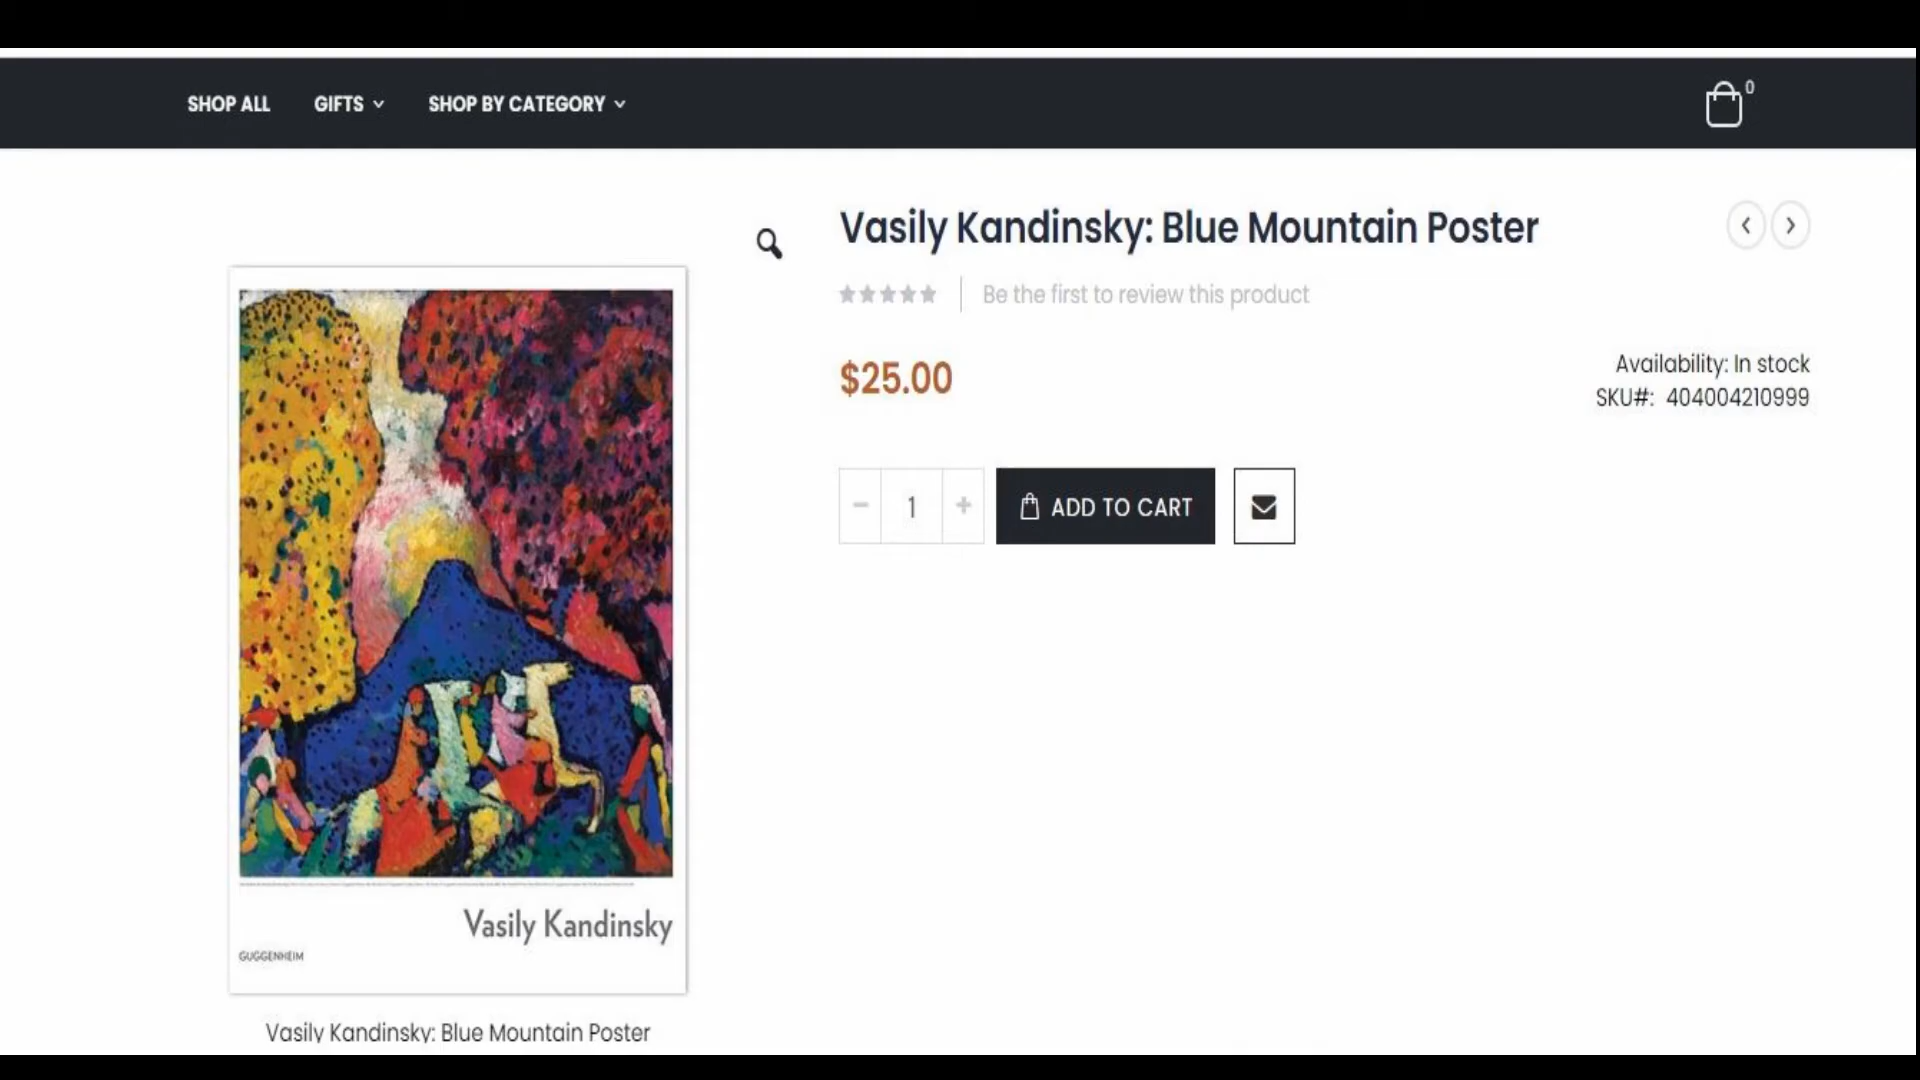 SHOP ALL GIFTS SHOP BY CATEGORY 0
Vasily Kandinsky: Blue Mountain Poster
Be the first to review this product
$25.00
Availability: In stock
SKU#: 404004210999
1 ADD TO CART
Vasily Kandinsky
GUGGENHEIM
Vasily Kandinsky: Blue Mountain Poster